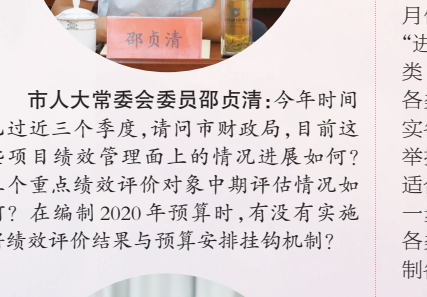 邵贞清
市人大常委会委员邵贞清：今年时间
过近三个季度，请问市财政局，目前这
项目绩效管理面上的情况进展如何？
个重点绩效评价对象中期评估情况如
？在编制2020年预算时，有没有实施
绩效评价结果与预算安排挂钩机制？
月
“进
类
各
实
举
适
一
各
制